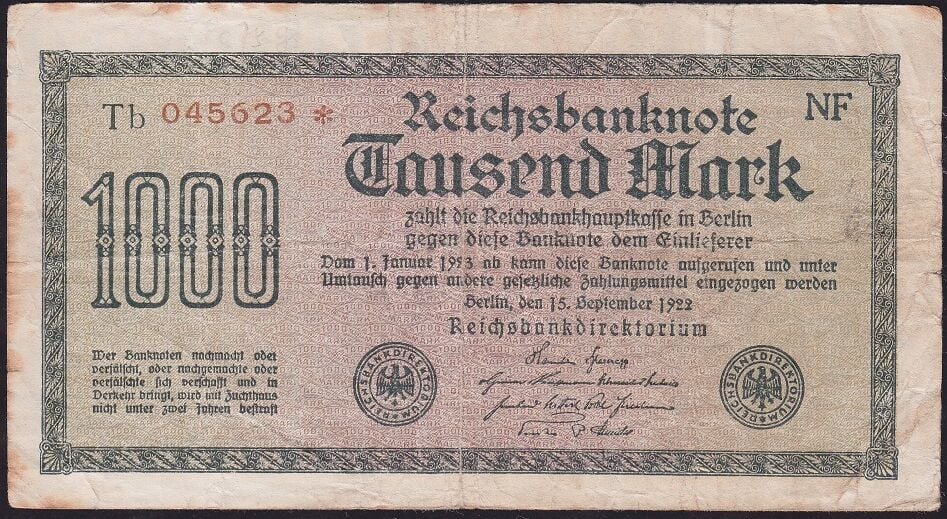 Tb 045623 *
NF
Reichsbanknote
Tausend Mark
1000
zahlt die Reichsbankhauptkasse in Berlin
gegen diese Banknote dem Einlieferer
Vom 1. Januar 1923 ab kann diese Banknote aufgerufen und unter
Umtausch gegen andere gesetzliche Zahlungsmittel eingezogen werden
Berlin, den 15. September 1922
Reichsbankdirektorium
Wer Banknoten nachmacht oder
verfälscht, oder nachgemachte oder
verfälschte sich verschafft und in
Verkehr bringt, wird mit Zuchthaus
nicht unter zwei Jahren bestraft
REICHSBANKDIREKTORIUM
REICHSBANKDIREKTORIUM